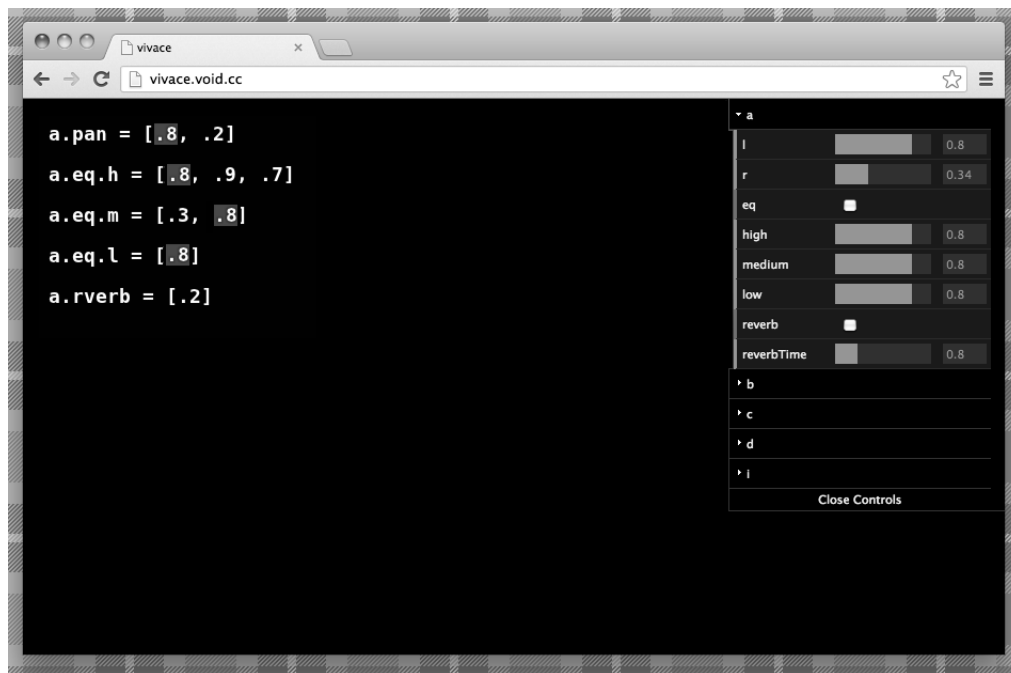 vivace
vivace.void.cc
a.pan = [.8, .2]
a.eq.h = [.8, .9, .7]
a.eq.m = [.3, .8]
a.eq.l = [.8]
a.rverb = [.2]
a
l 0.8
r 0.34
eq
high 0.8
medium 0.8
low 0.8
reverb
reverbTime 0.8
b
c
d
i
Close Controls